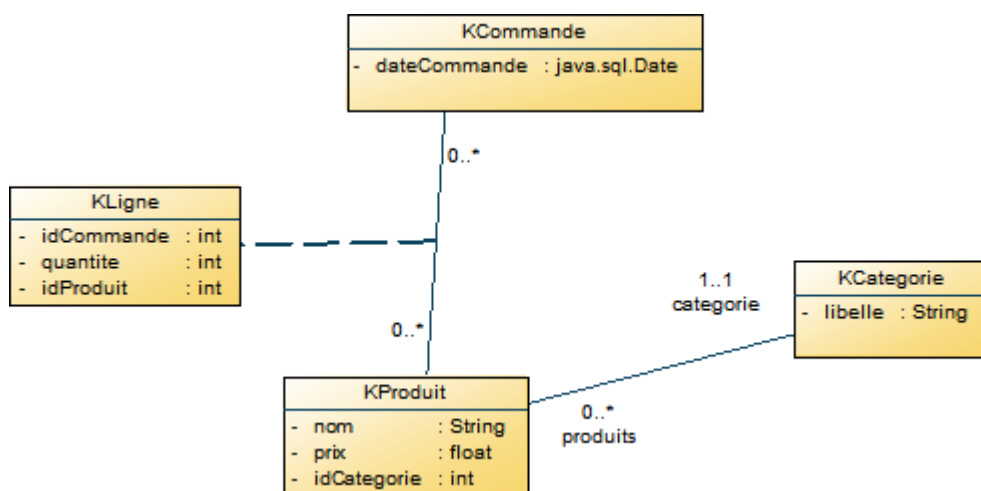 KCommande
- dateCommande : java.sql.Date
0..*
KLigne
- idCommande : int
- quantite : int
- idProduit : int
1..1
categorie
KCategorie
- libelle : String
0..*
KProduit
- nom : String
- prix : float
- idCategorie : int
0..*
produits